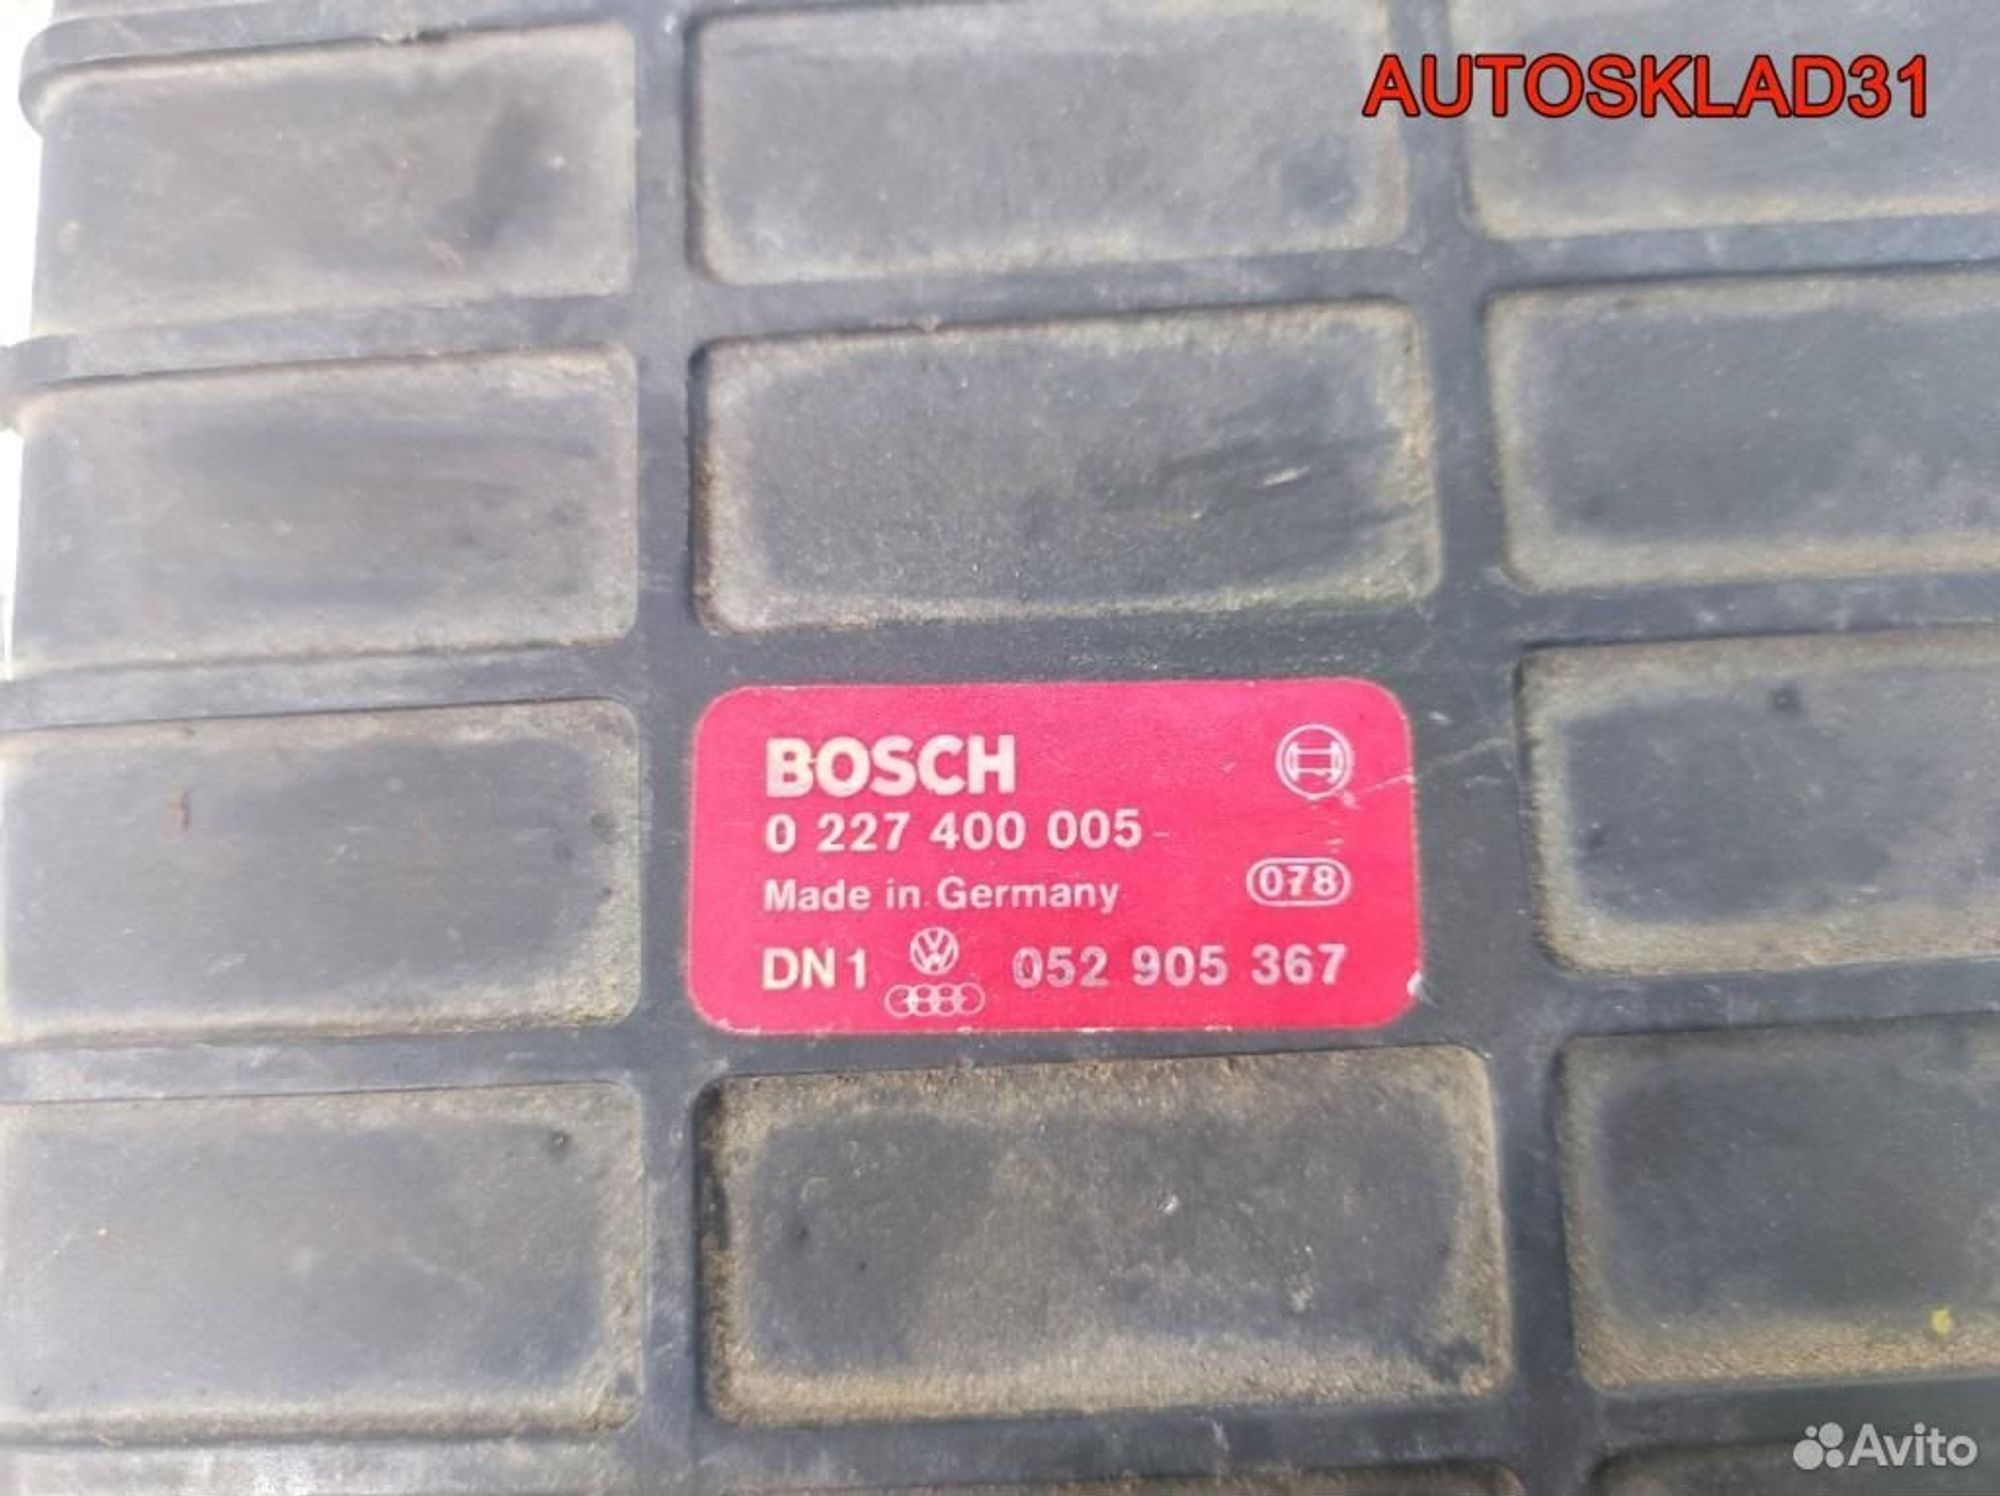 AUTOSKLAD31
BOSCH
0 227 400 005
Made in Germany 078
DN1 052 905 367
Avito